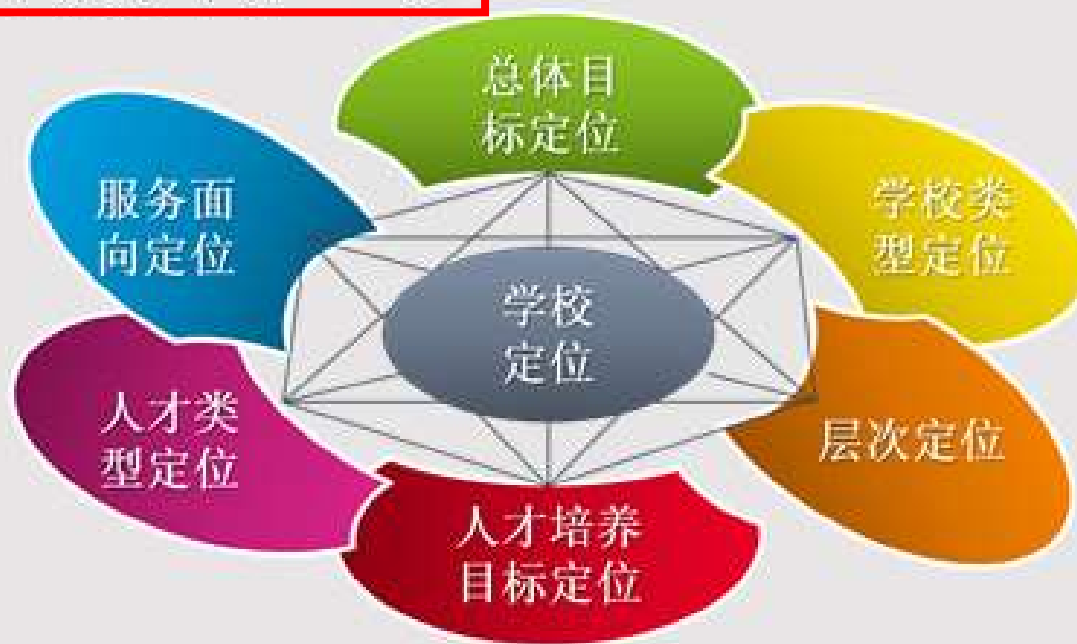 总体目
标定位
服务面
向定位
学校类
型定位
学校
定位
人才类
型定位
层次定位
人才培养
目标定位